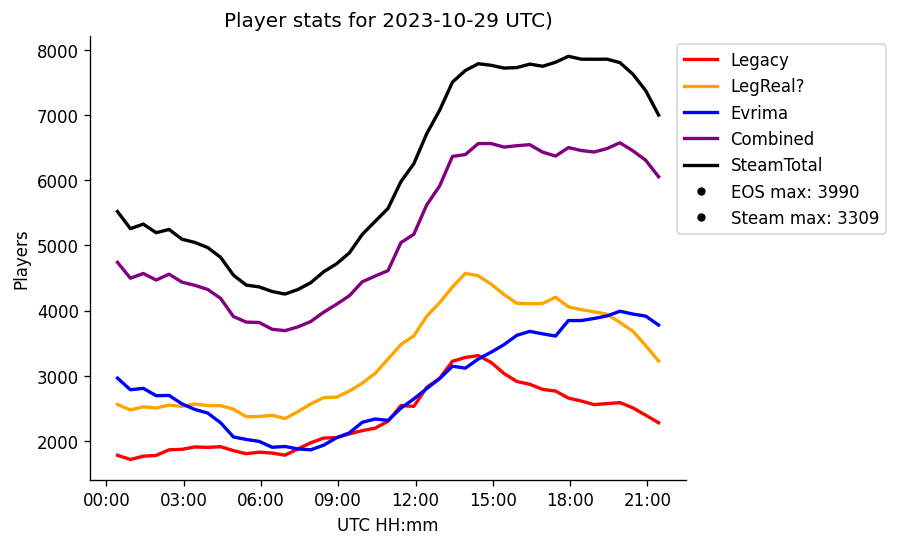 Player stats for 2023-10-29 UTC)
8000
7000
6000
5000
4000
3000
2000
Players
00:00 03:00 06:00 09:00 12:00 15:00 18:00 21:00
UTC HH:mm
Legacy
LegReal?
Evrima
Combined
SteamTotal
EOS max: 3990
Steam max: 3309